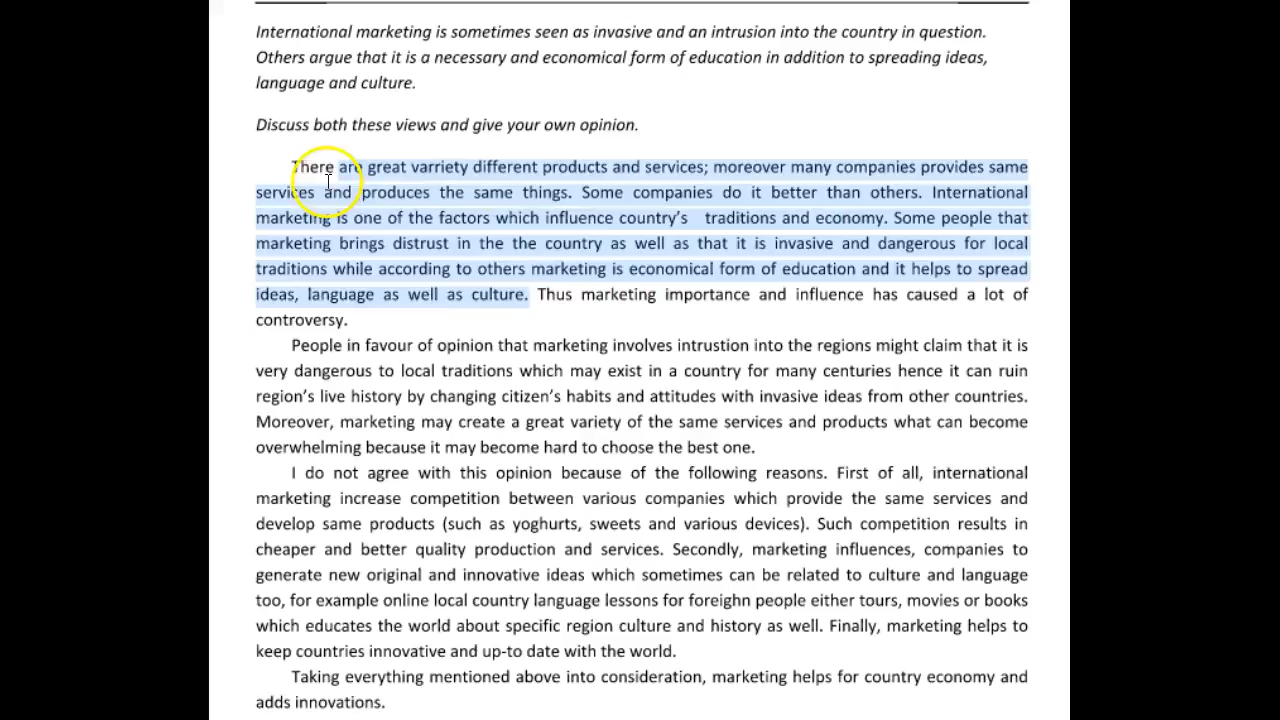 International marketing is sometimes seen as invasive and an intrusion into the country in question.
Others argue that it is a necessary and economical form of education in addition to spreading ideas,
language and culture.
Discuss both these views and give your own opinion.
There are great varriety different products and services; moreover many companies provides same
services and produces the same things. Some companies do it better than others. International
marketing is one of the factors which influence country's traditions and economy. Some people that
marketing brings distrust in the the country as well as that it is invasive and dangerous for local
traditions while according to others marketing is economical form of education and it helps to spread
ideas, language as well as culture. Thus marketing importance and influence has caused a lot of
controversy.
People in favour of opinion that marketing involves intrustion into the regions might claim that it is
very dangerous to local traditions which may exist in a country for many centuries hence it can ruin
region's live history by changing citizen's habits and attitudes with invasive ideas from other countries.
Moreover, marketing may create a great variety of the same services and products what can become
overwhelming because it may become hard to choose the best one.
I do not agree with this opinion because of the following reasons. First of all, international
marketing increase competition between various companies which provide the same services and
develop same products (such as yoghurts, sweets and various devices). Such competition results in
cheaper and better quality production and services. Secondly, marketing influences, companies to
generate new original and innovative ideas which sometimes can be related to culture and language
too, for example online local country language lessons for foreighn people either tours, movies or books
which educates the world about specific region culture and history as well. Finally, marketing helps to
keep countries innovative and up-to date with the world.
Taking everything mentioned above into consideration, marketing helps for country economy and
adds innovations.